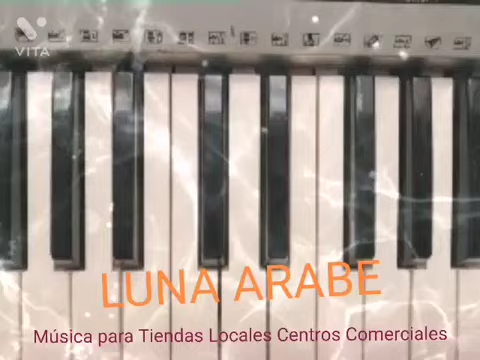 VITA
LUNA ARABE
Música para Tiendas Locales Centros Comerciales